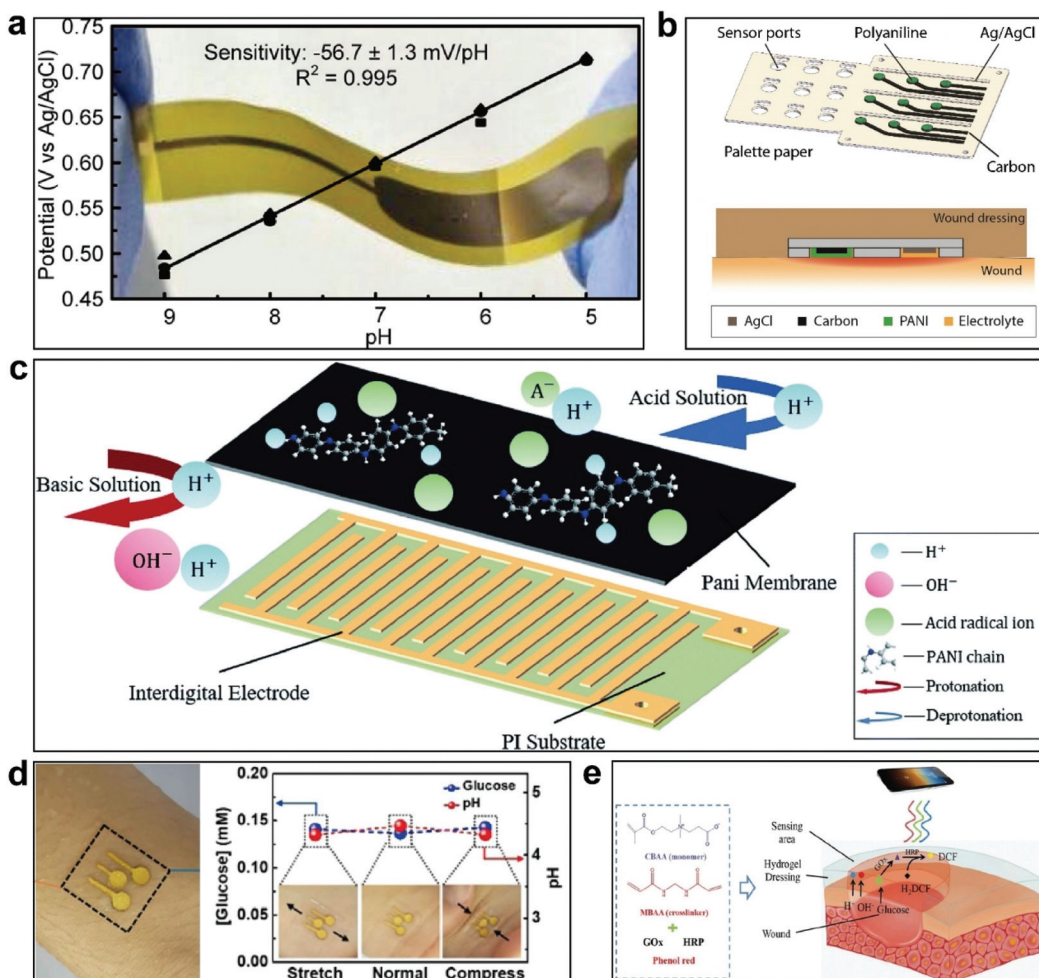 a
Sensitivity: -56.7 ± 1.3 mV/pH
R² = 0.995
Potential (V vs Ag/AgCl)
0.75
0.70
0.65
0.60
0.55
0.50
0.45
9 8 7 6 5
pH
b
Sensor ports
Polyaniline
Ag/AgCl
Palette paper
Carbon
Wound dressing
Wound
AgCl Carbon PANI Electrolyte
c
A⁻
H⁺
Acid Solution
H⁺
Basic Solution
H⁺
OH⁻
H⁺
Pani Membrane
Interdigital Electrode
PI Substrate
H⁺
OH⁻
Acid radical ion
PANI chain
Protonation
Deprotonation
d
[Glucose] (mM)
0.20
0.15
0.10
0.05
0.00
Glucose
pH
5
4
3
2
pH
Stretch Normal Compress
e
CBAA (monomer)
MBAA (crosslinker)
+
GOx HRP
Phenol red
Sensing
area
Hydrogel
Dressing
GOx
HRP
DCF
H₂DCF
H⁺
OH⁻
Glucose
Wound